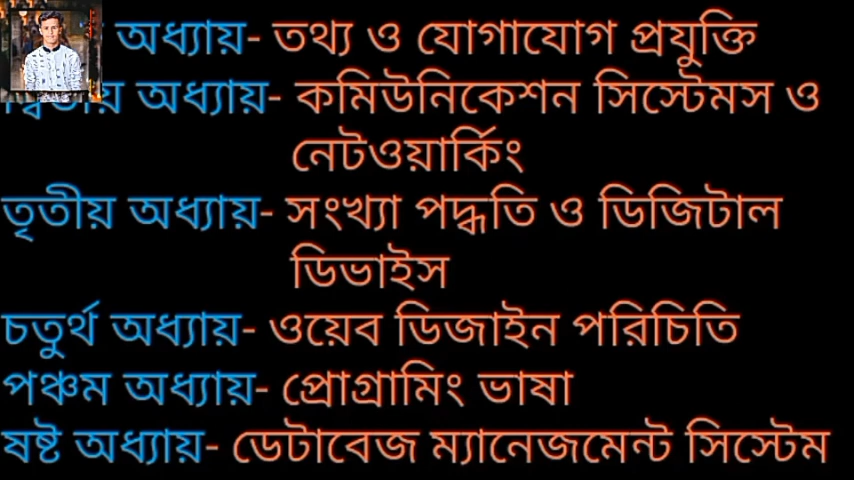 অধ্যায়- তথ্য ও যোগাযোগ প্রযুক্তি
দ্বিতীয় অধ্যায়- কমিউনিকেশন সিস্টেমস ও
নেটওয়ার্কিং
তৃতীয় অধ্যায়- সংখ্যা পদ্ধতি ও ডিজিটাল
ডিভাইস
চতুর্থ অধ্যায়- ওয়েব ডিজাইন পরিচিতি
পঞ্চম অধ্যায়- প্রোগ্রামিং ভাষা
ষষ্ট অধ্যায়- ডেটাবেজ ম্যানেজমেন্ট সিস্টেম